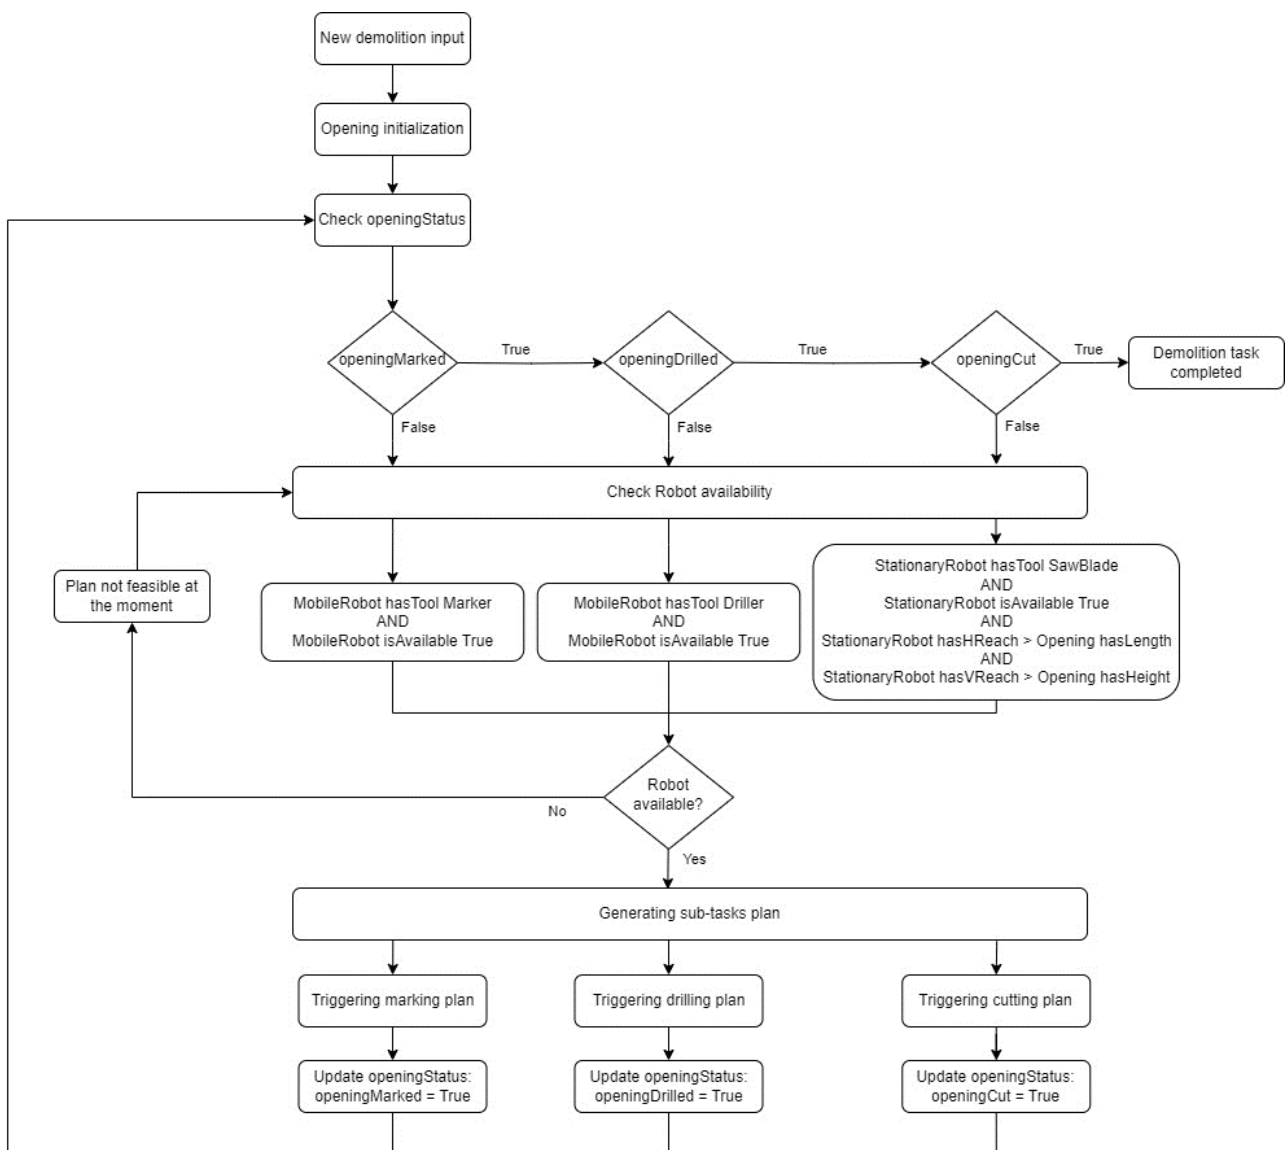 New demolition input
Opening initialization
Check openingStatus
openingMarked
True
openingDrilled
True
openingCut
True
Demolition task
completed
False
False
False
Check Robot availability
Plan not feasible at
the moment
MobileRobot hasTool Marker
AND
MobileRobot isAvailable True
MobileRobot hasTool Driller
AND
MobileRobot isAvailable True
StationaryRobot hasTool SawBlade
AND
StationaryRobot isAvailable True
AND
StationaryRobot hasHReach > Opening hasLength
AND
StationaryRobot hasVReach > Opening hasHeight
Robot
available?
No
Yes
Generating sub-tasks plan
Triggering marking plan
Triggering drilling plan
Triggering cutting plan
Update openingStatus:
openingMarked = True
Update openingStatus:
openingDrilled = True
Update openingStatus:
openingCut = True